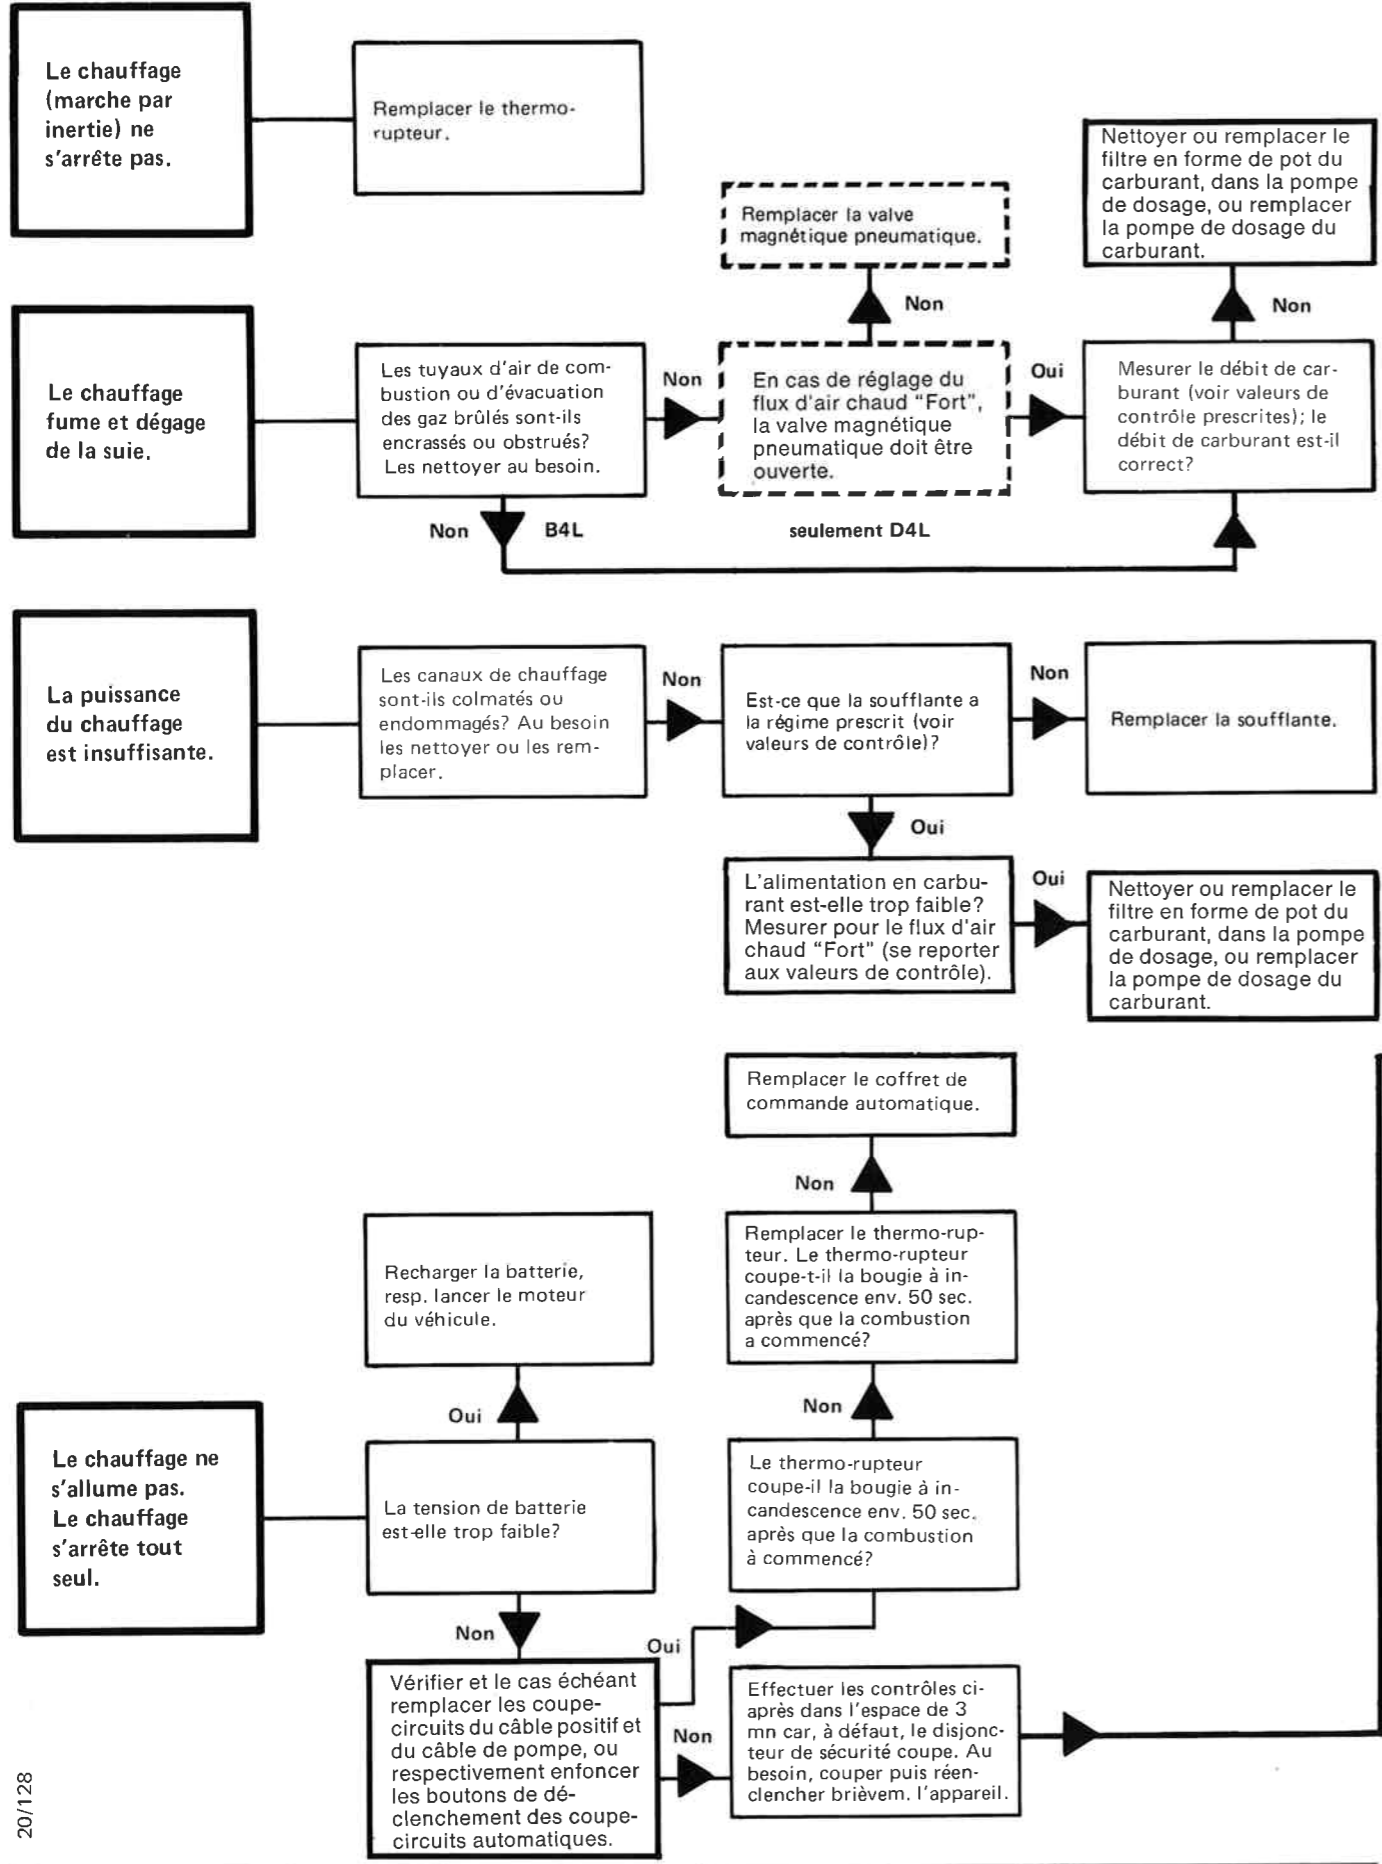 Le chauffage
(marche par
inertie) ne
s'arrête pas.
Remplacer le thermo-
rupteur.
Remplacer la valve
magnétique pneumatique.
Nettoyer ou remplacer le
filtre en forme de pot du
carburant, dans la pompe
de dosage, ou remplacer
la pompe de dosage du
carburant.
Non
Non
Le chauffage
fume et dégage
de la suie.
Les tuyaux d'air de com-
bustion ou d'évacuation
des gaz brûlés sont-ils
encrassés ou obstrués?
Les nettoyer au besoin.
Non
En cas de réglage du
flux d'air chaud "Fort",
la valve magnétique
pneumatique doit être
ouverte.
Oui
Mesurer le débit de car-
burant (voir valeurs de
contrôle prescrites); le
débit de carburant est-il
correct?
Non
B4L
seulement D4L
La puissance
du chauffage
est insuffisante.
Les canaux de chauffage
sont-ils colmatés ou
endommagés? Au besoin
les nettoyer ou les rem-
placer.
Non
Est-ce que la soufflante a
la régime prescrit (voir
valeurs de contrôle)?
Non
Remplacer la soufflante.
Oui
L'alimentation en carbu-
rant est-elle trop faible?
Mesurer pour le flux d'air
chaud "Fort" (se reporter
aux valeurs de contrôle).
Oui
Nettoyer ou remplacer le
filtre en forme de pot du
carburant, dans la pompe
de dosage, ou remplacer
la pompe de dosage du
carburant.
Remplacer le coffret de
commande automatique.
Non
Remplacer le thermo-rup-
teur. Le thermo-rupteur
coupe-t-il la bougie à in-
candescence env. 50 sec.
après que la combustion
a commencé?
Recharger la batterie,
resp. lancer le moteur
du véhicule.
Oui
Non
Le chauffage ne
s'allume pas.
Le chauffage
s'arrête tout
seul.
La tension de batterie
est-elle trop faible?
Le thermo-rupteur
coupe-il la bougie à in-
candescence env. 50 sec.
après que la combustion
à commencé?
Non
Oui
Vérifier et le cas échéant
remplacer les coupe-
circuits du câble positif et
du câble de pompe, ou
respectivement enfoncer
les boutons de dé-
clenchement des coupe-
circuits automatiques.
Non
Effectuer les contrôles ci-
après dans l'espace de 3
mn car, à défaut, le disjonc-
teur de sécurité coupe. Au
besoin, couper puis réen-
clencher brièvem. l'appareil.
20/128